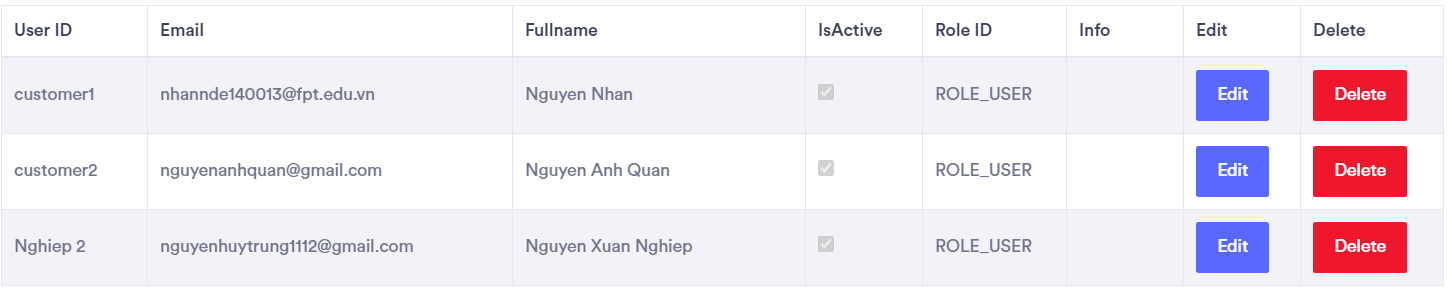 User ID Email Fullname IsActive Role ID Info Edit Delete
customer1 nhannde140013@fpt.edu.vn Nguyen Nhan ROLE_USER Edit Delete
customer2 nguyenanhquan@gmail.com Nguyen Anh Quan ROLE_USER Edit Delete
Nghiep 2 nguyenhuytrung1112@gmail.com Nguyen Xuan Nghiep ROLE_USER Edit Delete